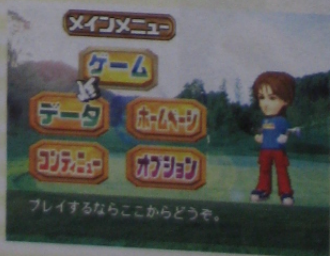 メインメニュー
ゲーム
データ
ホームページ
コンティニュー
オプション
プレイするならここからどうぞ。